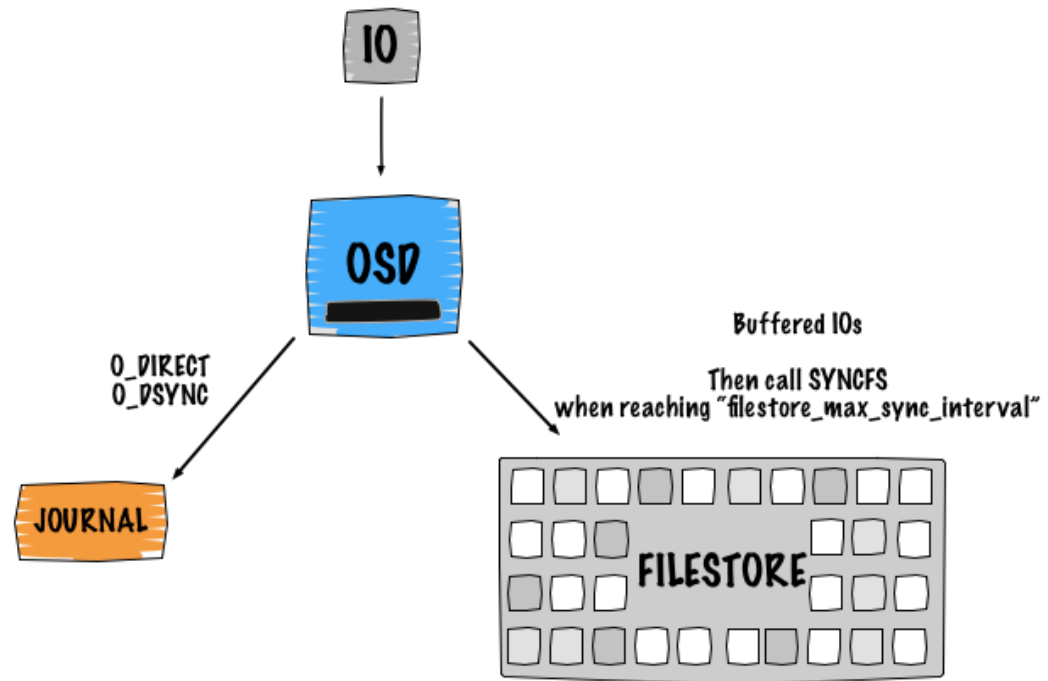 IO
OSD
O_DIRECT
O_DSYNC
Buffered IOs
Then call SYNCFS
when reaching "filestore_max_sync_interval"
JOURNAL
FILESTORE